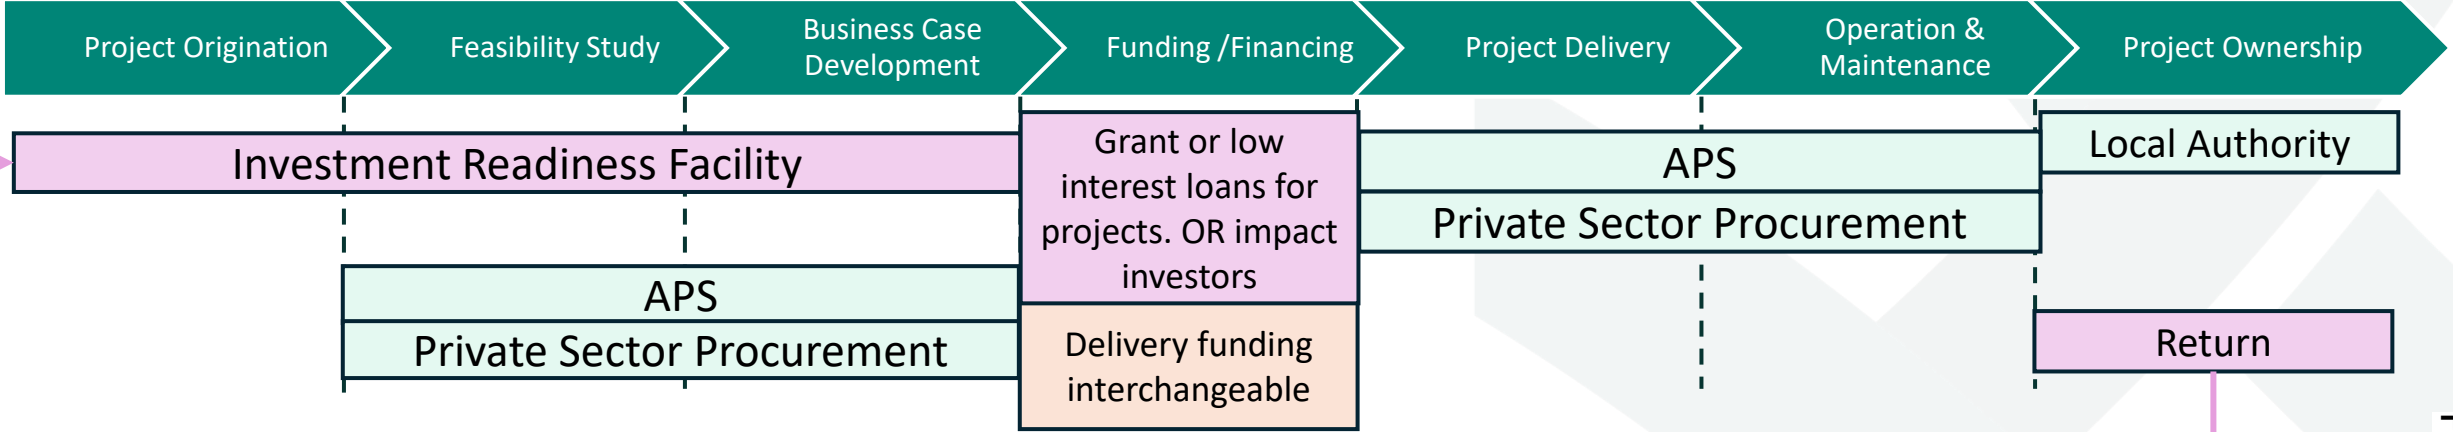 Project Origination
Feasibility Study
Business Case
Development
Funding /Financing
Project Delivery
Operation &
Maintenance
Project Ownership
Investment Readiness Facility
Grant or low
interest loans for
projects. OR impact
investors
APS
Private Sector Procurement
Local Authority
APS
Private Sector Procurement
Delivery funding
interchangeable
Return